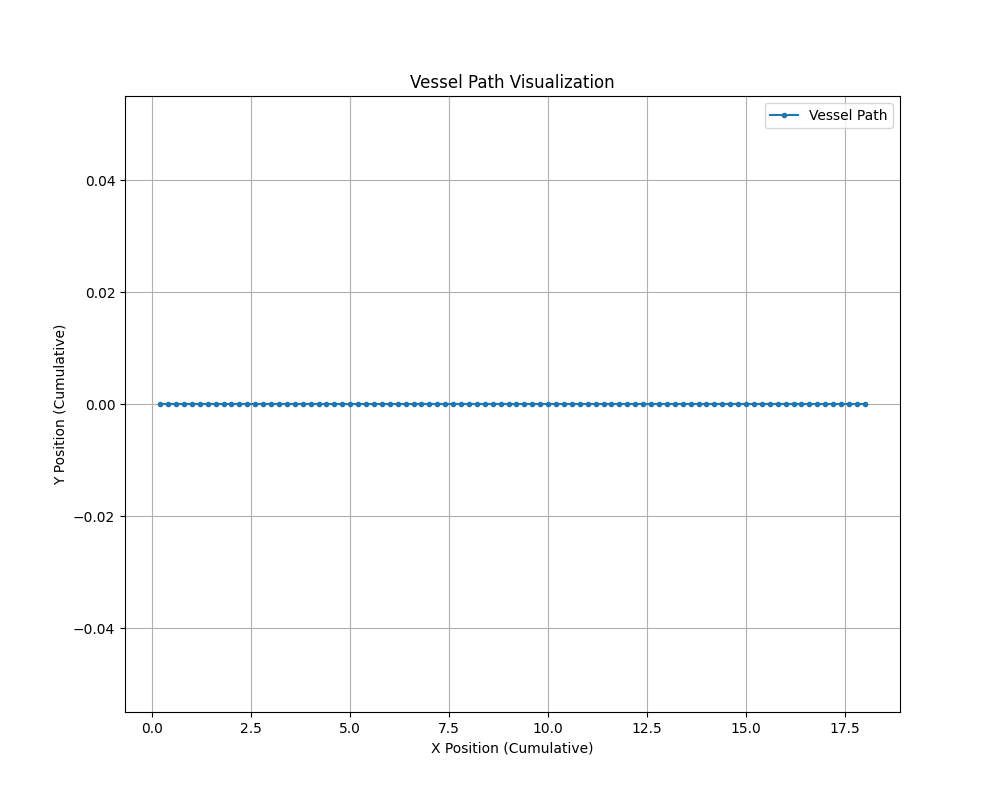 Vessel Path Visualization
Vessel Path
0.04
0.02
0.00
−0.02
−0.04
Y Position (Cumulative)
0.0 2.5 5.0 7.5 10.0 12.5 15.0 17.5
X Position (Cumulative)